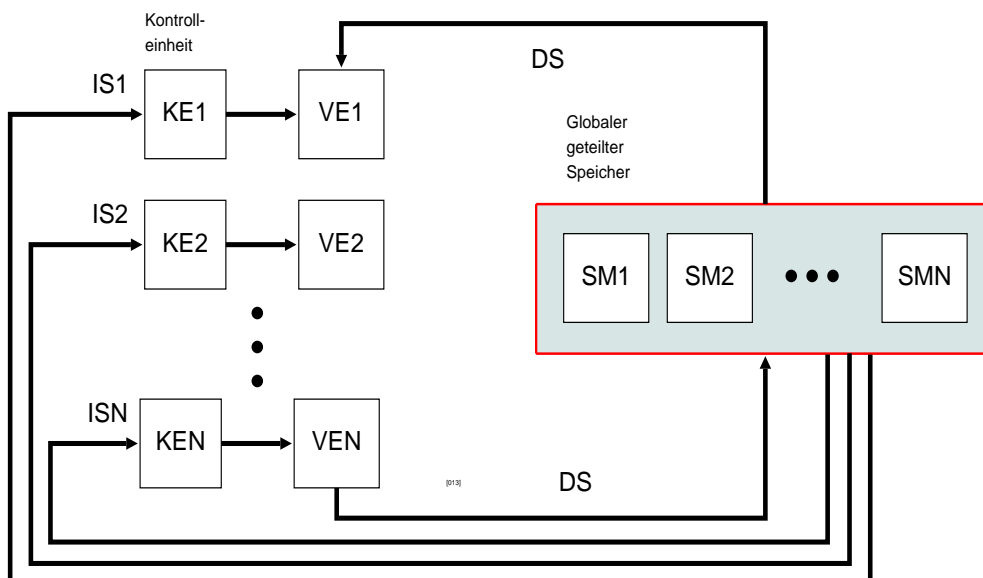 Kontroll-
einheit
DS
IS1
KE1
VE1
Globaler
geteilter
Speicher
IS2
KE2
VE2
SM1
SM2
SMN
ISN
KEN
VEN
[013]
DS